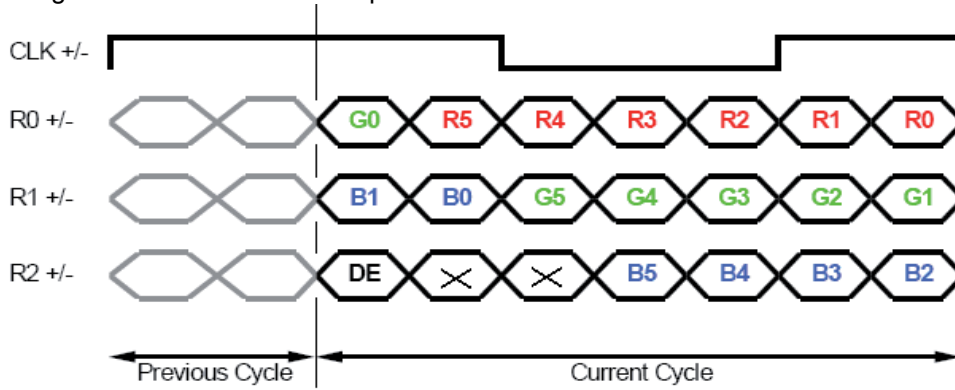 CLK +/-
R0 +/- G0 R5 R4 R3 R2 R1 R0
R1 +/- B1 B0 G5 G4 G3 G2 G1
R2 +/- DE B5 B4 B3 B2
Previous Cycle Current Cycle